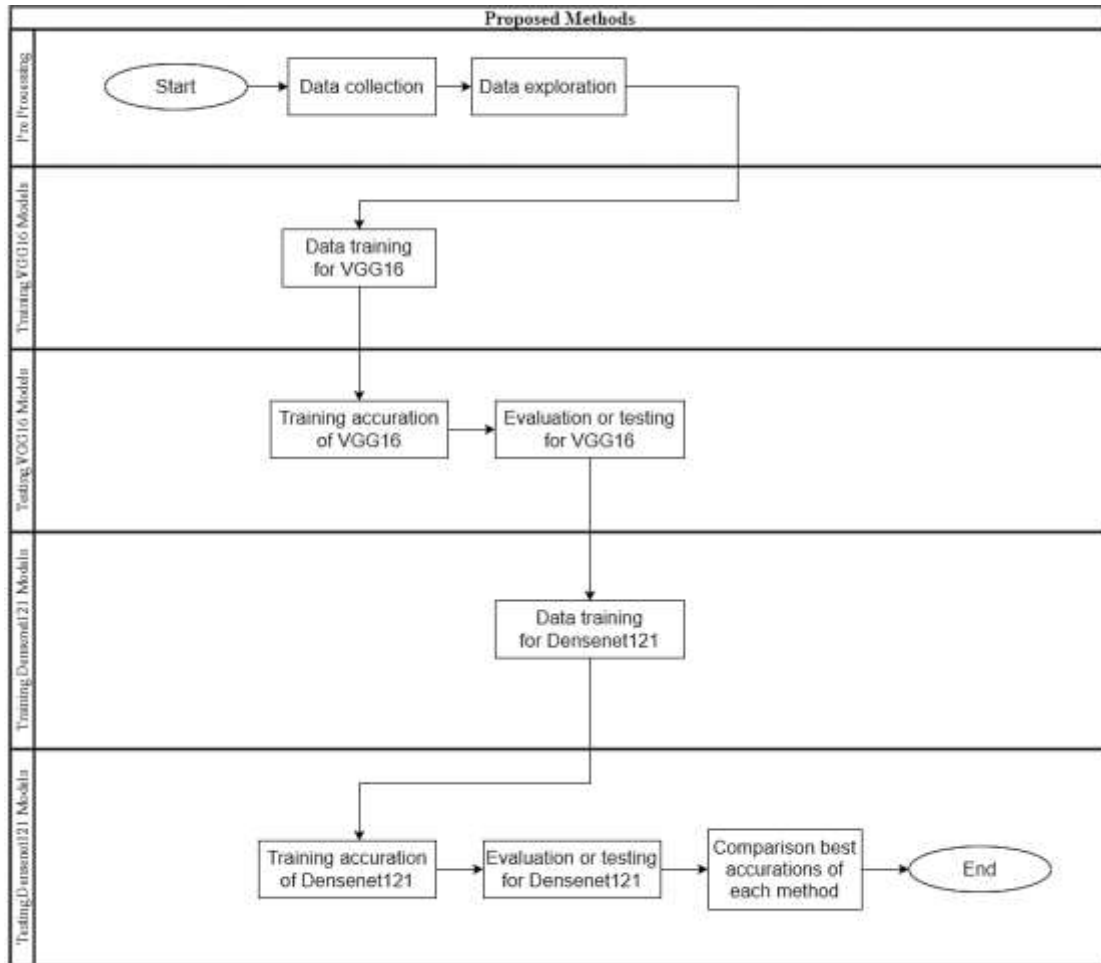 Proposed Methods
Pre Processing
Start
Data collection
Data exploration
Training VGG16 Models
Data training
for VGG16
Testing VGG16 Models
Training accuration
of VGG16
Evaluation or testing
for VGG16
Training Densenet121 Models
Data training
for Densenet121
Testing Densenet121 Models
Training accuration
of Densenet121
Evaluation or testing
for Densenet121
Comparison best
accurations of
each method
End